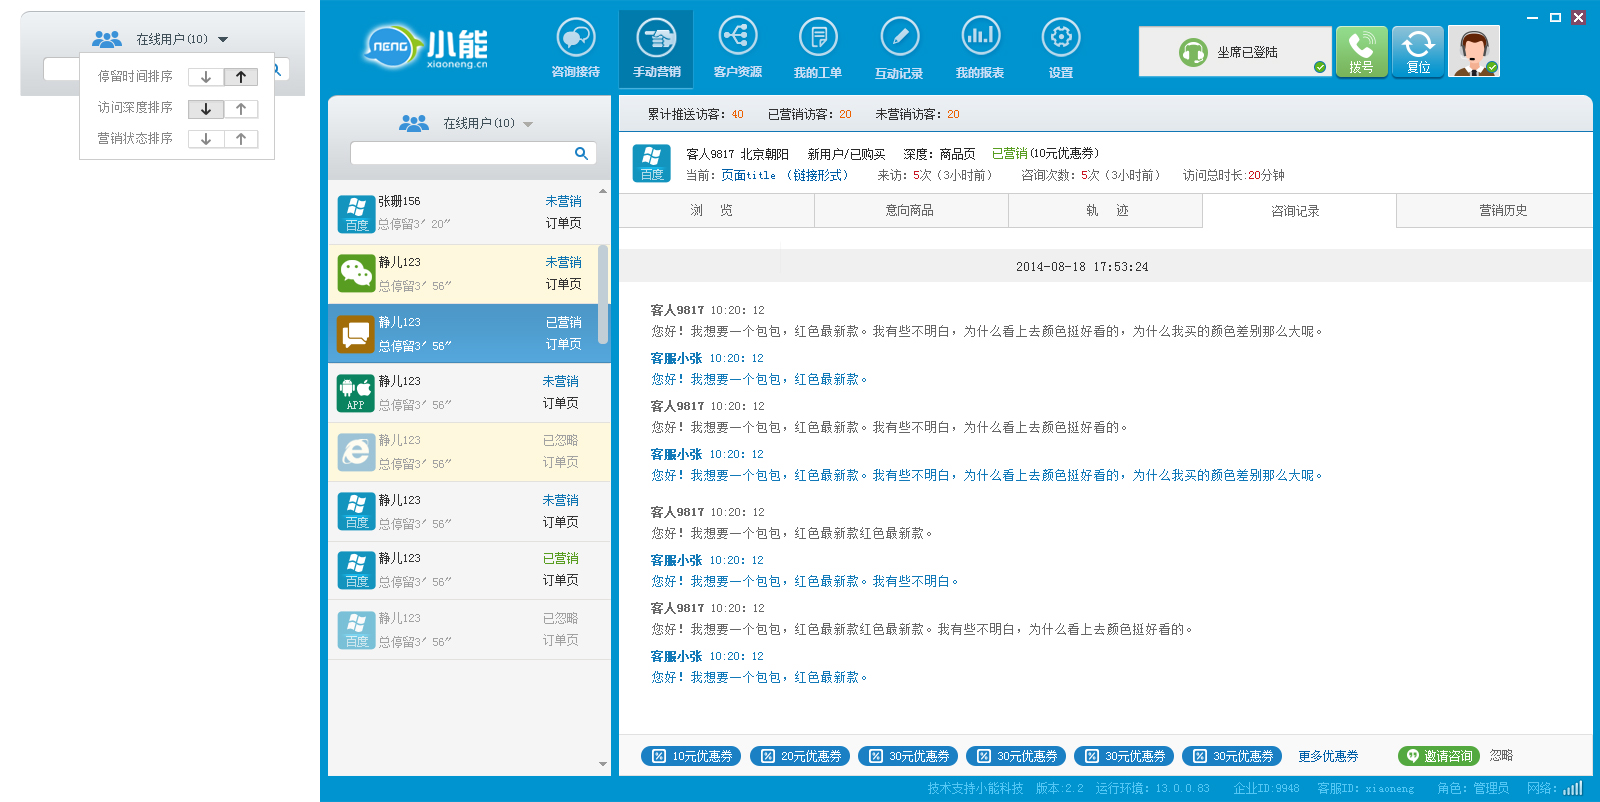 在线用户(10)
停留时间排序
访问深度排序
营销状态排序
NENG 小能
xiaoneng.cn
咨询接待
手动营销
客户资源
我的工单
互动记录
我的报表
设置
坐席已登陆
拨号
复位
在线用户(10)
累计推送访客：40 已营销访客：20 未营销访客：20
百度
客人9817 北京朝阳 新用户/已购买 深度：商品页 已营销(10元优惠券)
当前：页面title （链接形式） 来访：5次（3小时前） 咨询次数：5次（3小时前） 访问总时长:20分钟
浏 览
意向商品
轨 迹
咨询记录
营销历史
百度
张珊156 未营销
总停留3′ 20″ 订单页
静儿123 未营销
总停留3′ 56″ 订单页
静儿123 已营销
总停留3′ 56″ 订单页
APP
静儿123 未营销
总停留3′ 56″ 订单页
静儿123 已忽略
总停留3′ 56″ 订单页
百度
静儿123 未营销
总停留3′ 56″ 订单页
百度
静儿123 已营销
总停留3′ 56″ 订单页
百度
静儿123 已忽略
总停留3′ 56″ 订单页
2014-08-18 17:53:24
客人9817 10:20：12
您好！我想要一个包包，红色最新款。我有些不明白，为什么看上去颜色挺好看的，为什么我买的颜色差别那么大呢。
客服小张 10:20：12
您好！我想要一个包包，红色最新款。
客人9817 10:20：12
您好！我想要一个包包，红色最新款。我有些不明白，为什么看上去颜色挺好看的。
客服小张 10:20：12
您好！我想要一个包包，红色最新款。我有些不明白，为什么看上去颜色挺好看的，为什么我买的颜色差别那么大呢。
客人9817 10:20：12
您好！我想要一个包包，红色最新款红色最新款。
客服小张 10:20：12
您好！我想要一个包包，红色最新款。我有些不明白。
客人9817 10:20：12
您好！我想要一个包包，红色最新款红色最新款。我有些不明白，为什么看上去颜色挺好看的。
客服小张 10:20：12
您好！我想要一个包包，红色最新款。
10元优惠券 20元优惠券 30元优惠券 30元优惠券 30元优惠券 30元优惠券 更多优惠券 邀请咨询 忽略
技术支持小能科技 版本:2.2 运行环境：13.0.0.83 企业ID:9948 客服ID：xiaoneng 角色：管理员 网络：